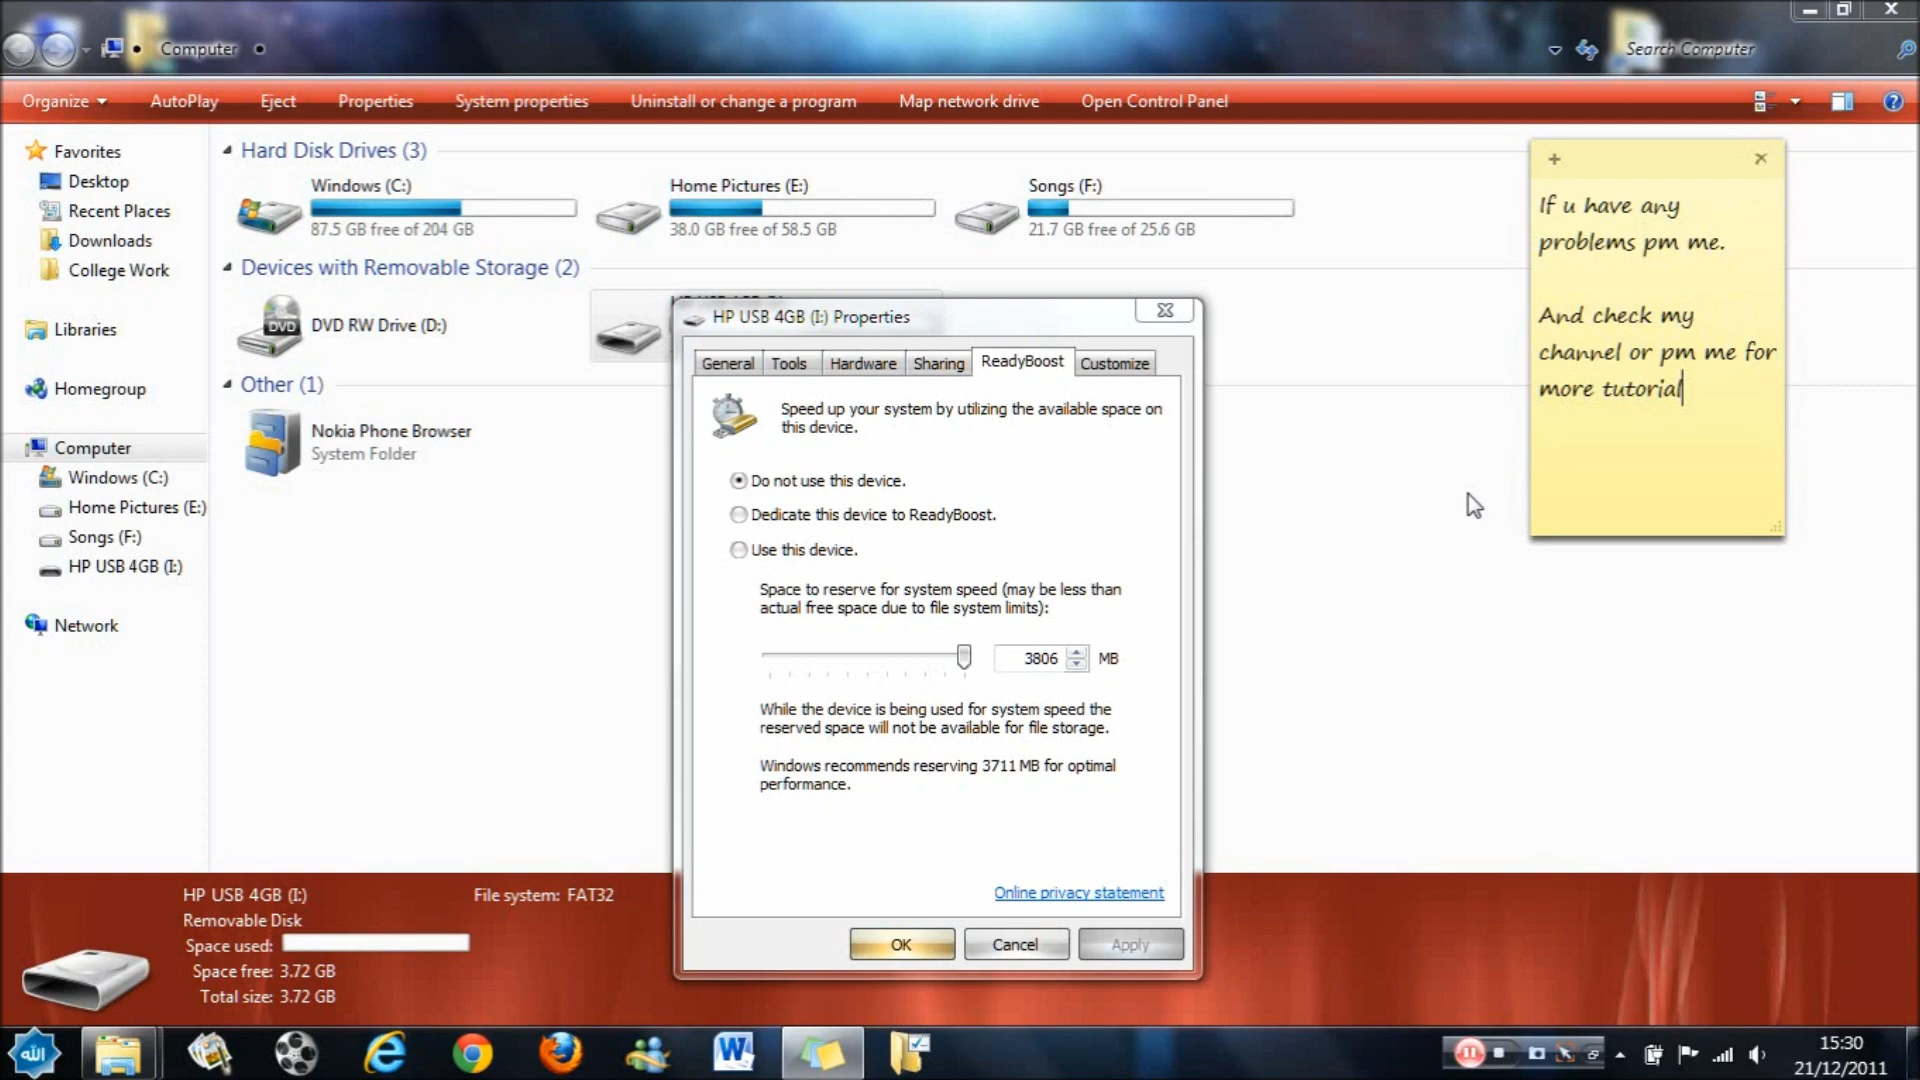 Computer
Search Computer
Organize
AutoPlay
Eject
Properties
System properties
Uninstall or change a program
Map network drive
Open Control Panel
Favorites
Desktop
Recent Places
Downloads
College Work
Libraries
Homegroup
Computer
Windows (C:)
Home Pictures (E:)
Songs (F:)
HP USB 4GB (I:)
Network
Hard Disk Drives (3)
Windows (C:)
87.5 GB free of 204 GB
Home Pictures (E:)
38.0 GB free of 58.5 GB
Songs (F:)
21.7 GB free of 25.6 GB
Devices with Removable Storage (2)
DVD
DVD RW Drive (D:)
Other (1)
Nokia Phone Browser
System Folder
HP USB 4GB (I:) Properties
General
Tools
Hardware
Sharing
ReadyBoost
Customize
Speed up your system by utilizing the available space on
this device.
Do not use this device.
Dedicate this device to ReadyBoost.
Use this device.
Space to reserve for system speed (may be less than
actual free space due to file system limits):
3806
MB
While the device is being used for system speed the
reserved space will not be available for file storage.
Windows recommends reserving 3711 MB for optimal
performance.
Online privacy statement
OK
Cancel
Apply
If u have any
problems pm me.
And check my
channel or pm me for
more tutorial
HP USB 4GB (I:)
File system: FAT32
Removable Disk
Space used:
Space free: 3.72 GB
Total size: 3.72 GB
الله
W
15:30
21/12/2011